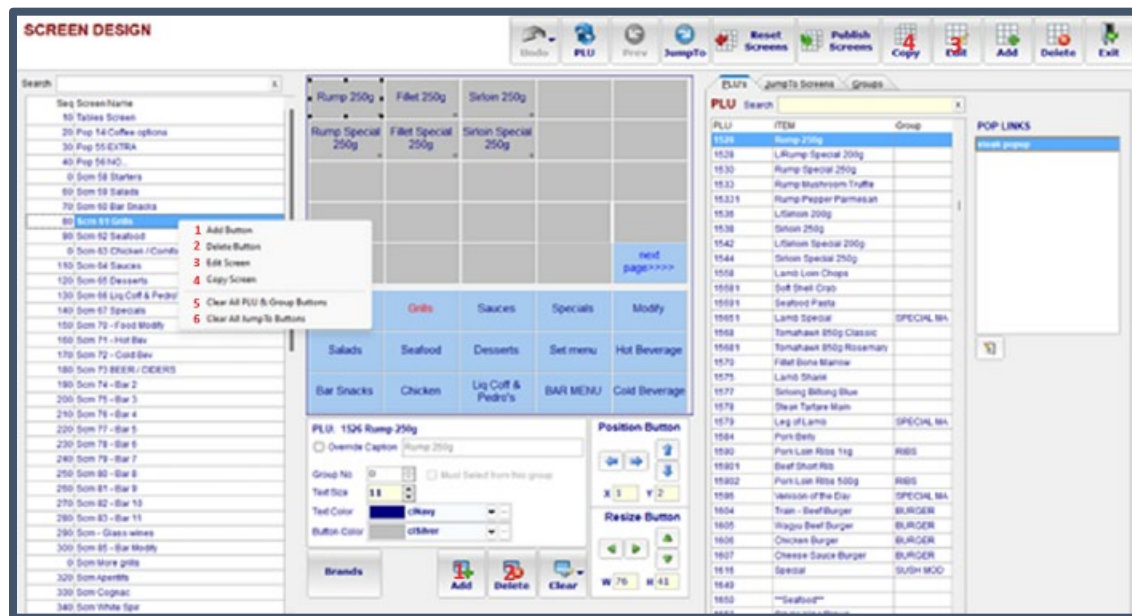 SCREEN DESIGN
Undo
PLU
Prev
JumpTo
Reset Screens
Publish Screens
4
Copy
3
Edit
Add
Delete
Exit
Search
x
Seq Screen Name
10 Tables Screen
20 Pop 14 Coffee options
30 Pop 55 EXTRA
40 Pop 56 NO...
0 Scrn 58 Starters
60 Scrn 59 Salads
70 Scrn 60 Bar Snacks
80 Scrn 61 Grills
90 Scrn 62 Seafood
0 Scrn 63 Chicken / Combo
110 Scrn 64 Sauces
120 Scrn 65 Desserts
130 Scrn 66 Liq Coff & Pedro's
140 Scrn 67 Specials
150 Scrn 70 - Food Modify
160 Scrn 71 - Hot Bev
170 Scrn 72 - Cold Bev
180 Scrn 73 BEER / CIDERS
190 Scrn 74 - Bar 2
200 Scrn 75 - Bar 3
210 Scrn 76 - Bar 4
220 Scrn 77 - Bar 5
230 Scrn 78 - Bar 6
240 Scrn 79 - Bar 7
250 Scrn 80 - Bar 8
260 Scrn 81 - Bar 9
270 Scrn 82 - Bar 10
280 Scrn 83 - Bar 11
290 Scrn - Glass wines
300 Scrn 85 - Bar Modify
0 Scrn More grills
320 Scrn Aperitifs
330 Scrn Cognac
340 Scrn White Spir
1 Add Button
2 Delete Button
3 Edit Screen
4 Copy Screen
5 Clear All PLU & Group Buttons
6 Clear All JumpTo Buttons
Rump 250g
Fillet 250g
Sirloin 250g
Rump Special 250g
Fillet Special 250g
Sirloin Special 250g
next page>>>>
Grills
Sauces
Specials
Modify
Salads
Seafood
Desserts
Set menu
Hot Beverage
Bar Snacks
Chicken
Liq Coff & Pedro's
BAR MENU
Cold Beverage
PLU: 1526 Rump 250g
Override Caption
Rump 250g
Group No
0
Must Select from this group
Text Size
11
Text Color
clNavy
Button Color
clSilver
Position Button
X 1 Y 2
Resize Button
W 76 H 41
Brands
1
Add
2
Delete
Clear
PLU's
JumpTo Screens
Groups
PLU Search
x
PLU ITEM Group
1526 Rump 250g
1528 L/Rump Special 200g
1530 Rump Special 250g
1533 Rump Mushroom Truffle
15331 Rump Pepper Parmesan
1536 L/Sirloin 200g
1538 Sirloin 250g
1542 L/Sirloin Special 200g
1544 Sirloin Special 250g
1558 Lamb Loin Chops
15581 Soft Shell Crab
15591 Seafood Pasta
15651 Lamb Special SPECIAL MA
1568 Tomahawk 850g Classic
15681 Tomahawk 850g Rosemary
1570 Fillet Bone Marrow
1575 Lamb Shank
1577 Sirloing Biltong Blue
1578 Steak Tartare Main
1579 Leg of Lamb SPECIAL MA
1584 Pork Belly
1590 Pork Loin Ribs 1kg RIBS
15901 Beef Short Rib
15902 Pork Loin Ribs 500g RIBS
1596 Venison of the Day SPECIAL MA
1604 Train - Beef Burger BURGER
1605 Wagyu Beef Burger BURGER
1606 Chicken Burger BURGER
1607 Cheese Sauce Burger BURGER
1616 Special SUSH MOD
1649
1650 **Seafood**
POP LINKS
steak popup